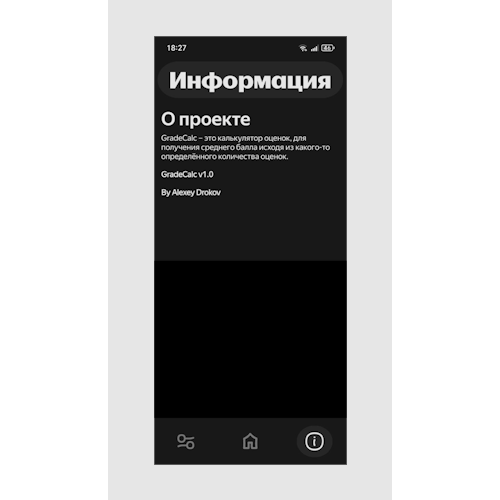 18:27
46
Информация
О проекте
GradeCalc – это калькулятор оценок, для
получения среднего балла исходя из какого-то
определённого количества оценок.
GradeCalc v1.0
By Alexey Drokov